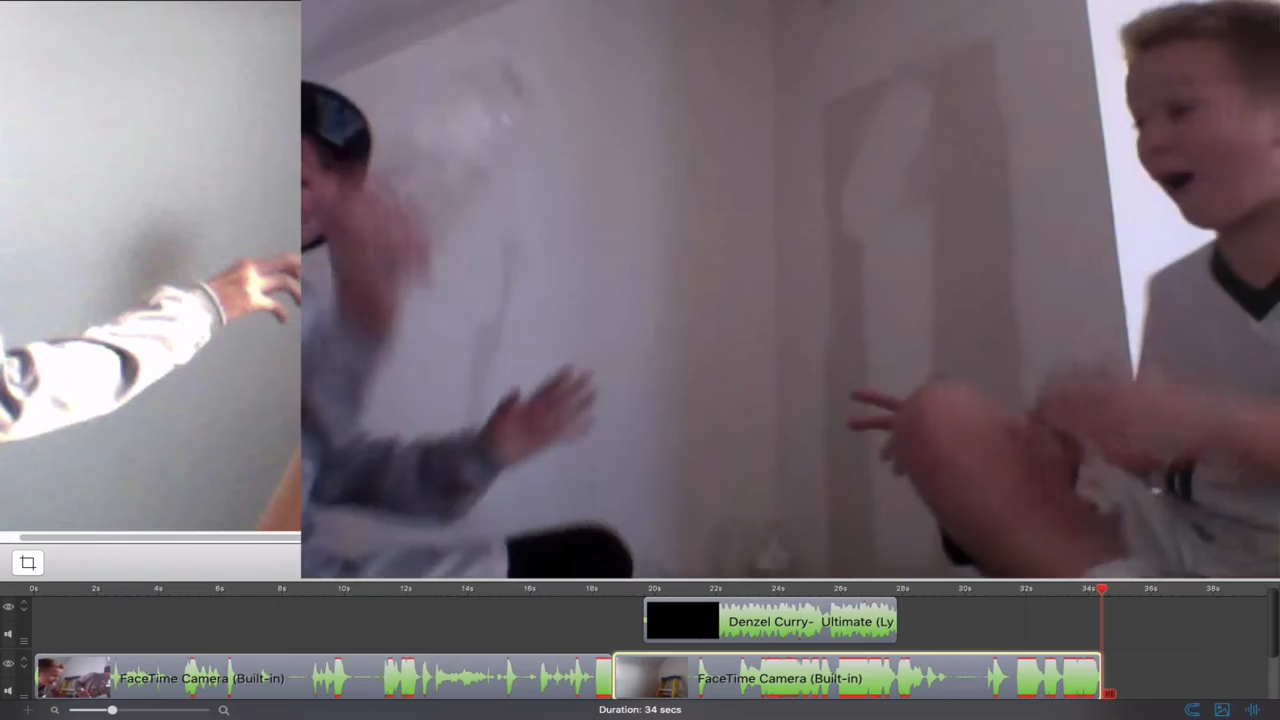 0s 2s 4s 6s 8s 10s 12s 14s 16s 18s 20s 22s 24s 26s 28s 30s 32s 34s 36s 38s
Denzel Curry- Ultimate (Ly
FaceTime Camera (Built-in) FaceTime Camera (Built-in)
Duration: 34 secs